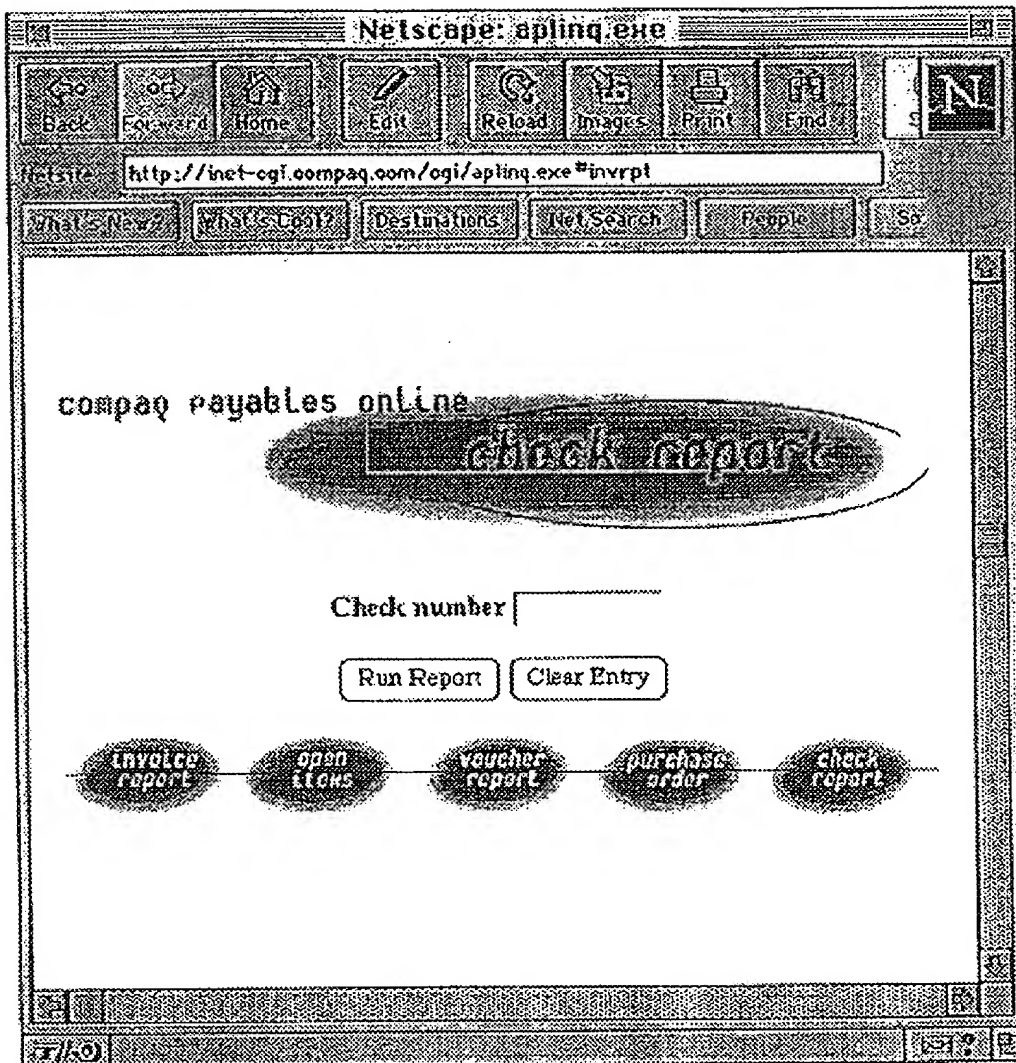 Netscape: aplinq.exe
Back Forward Home Edit Reload Images Print Find
Netsite: http://inet-cgi.compaq.com/cgi/aplinq.exe#invrpt
What's New? What's Cool? Destinations Net Search People So
compaq payables online
check report
Check number
Run Report Clear Entry
invoice report open items voucher report purchase order check report